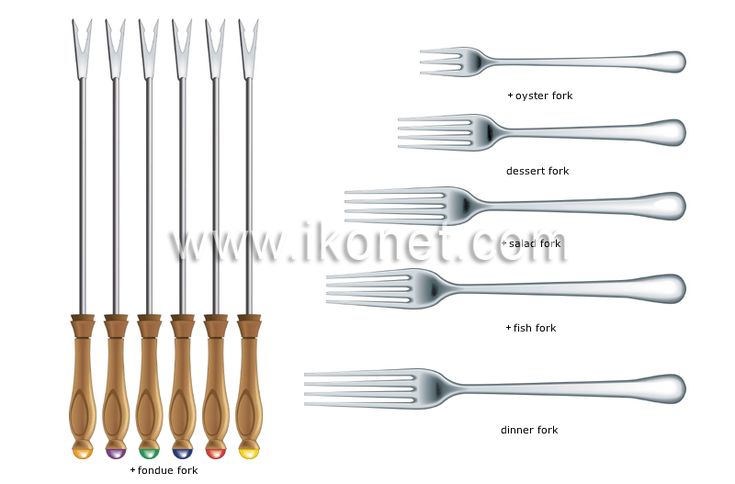 + oyster fork
dessert fork
+ salad fork
www.ikonet.com
+ fish fork
dinner fork
+ fondue fork